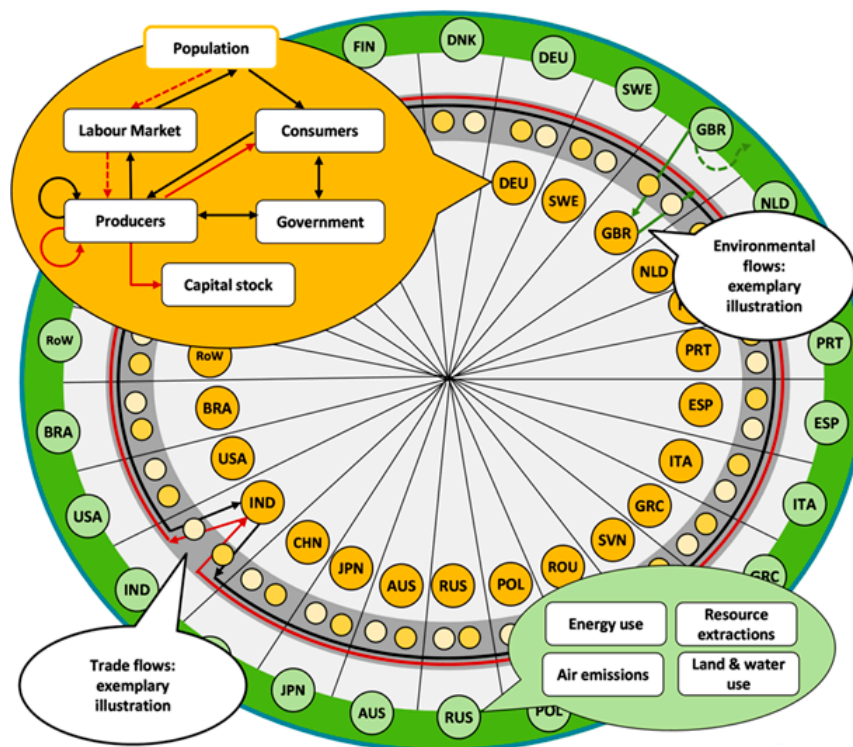 Population
Labour Market
Consumers
Producers
Government
Capital stock
FIN
DNK
DEU
SWE
GBR
NLD
PRT
ESP
ITA
GRC
POL
RUS
AUS
JPN
IND
USA
BRA
RoW
DEU
SWE
GBR
NLD
PRT
ESP
ITA
GRC
SVN
ROU
POL
RUS
AUS
JPN
CHN
IND
USA
BRA
RoW
Environmental
flows:
exemplary
illustration
Trade flows:
exemplary
illustration
Energy use
Resource
extractions
Air emissions
Land & water
use